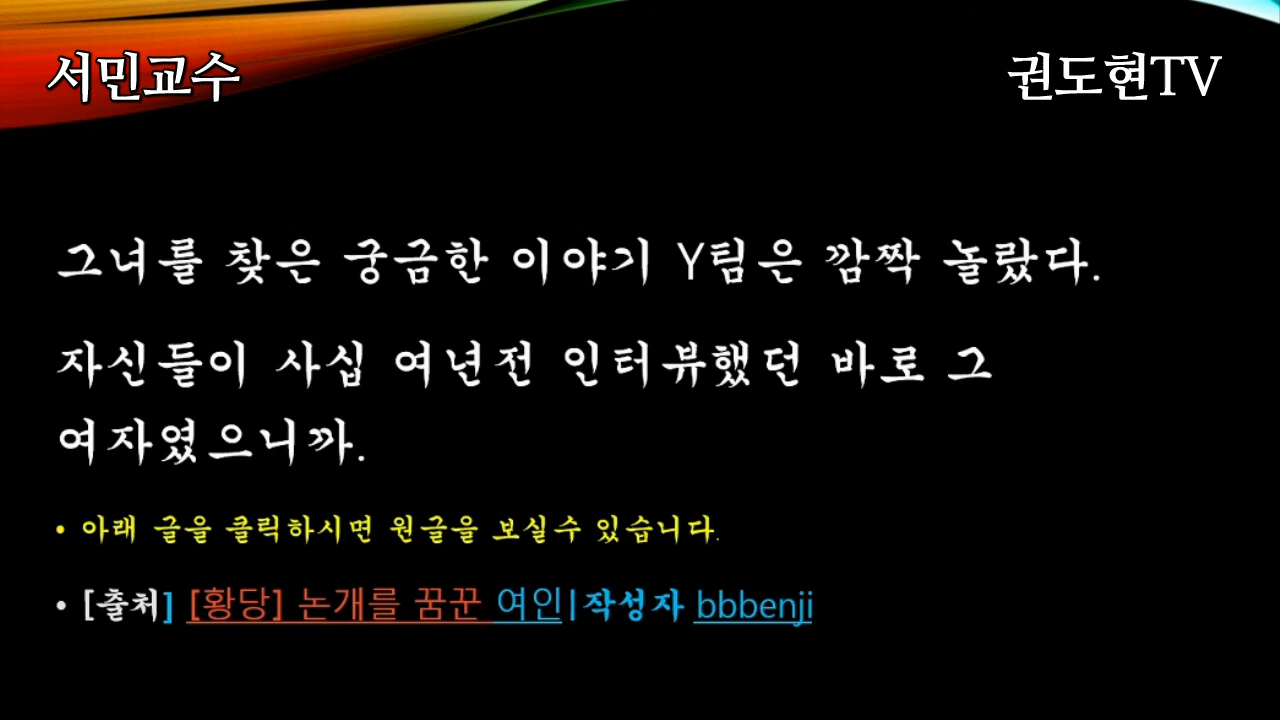 서민교수
권도현TV
그녀를 찾은 궁금한 이야기 Y팀은 깜짝 놀랐다.
자신들이 사십 여년전 인터뷰했던 바로 그
여자였으니까.
• 아래 글을 클릭하시면 원글을 보실수 있습니다.
• [출처] [황당] 논개를 꿈꾼 여인|작성자 bbbenji